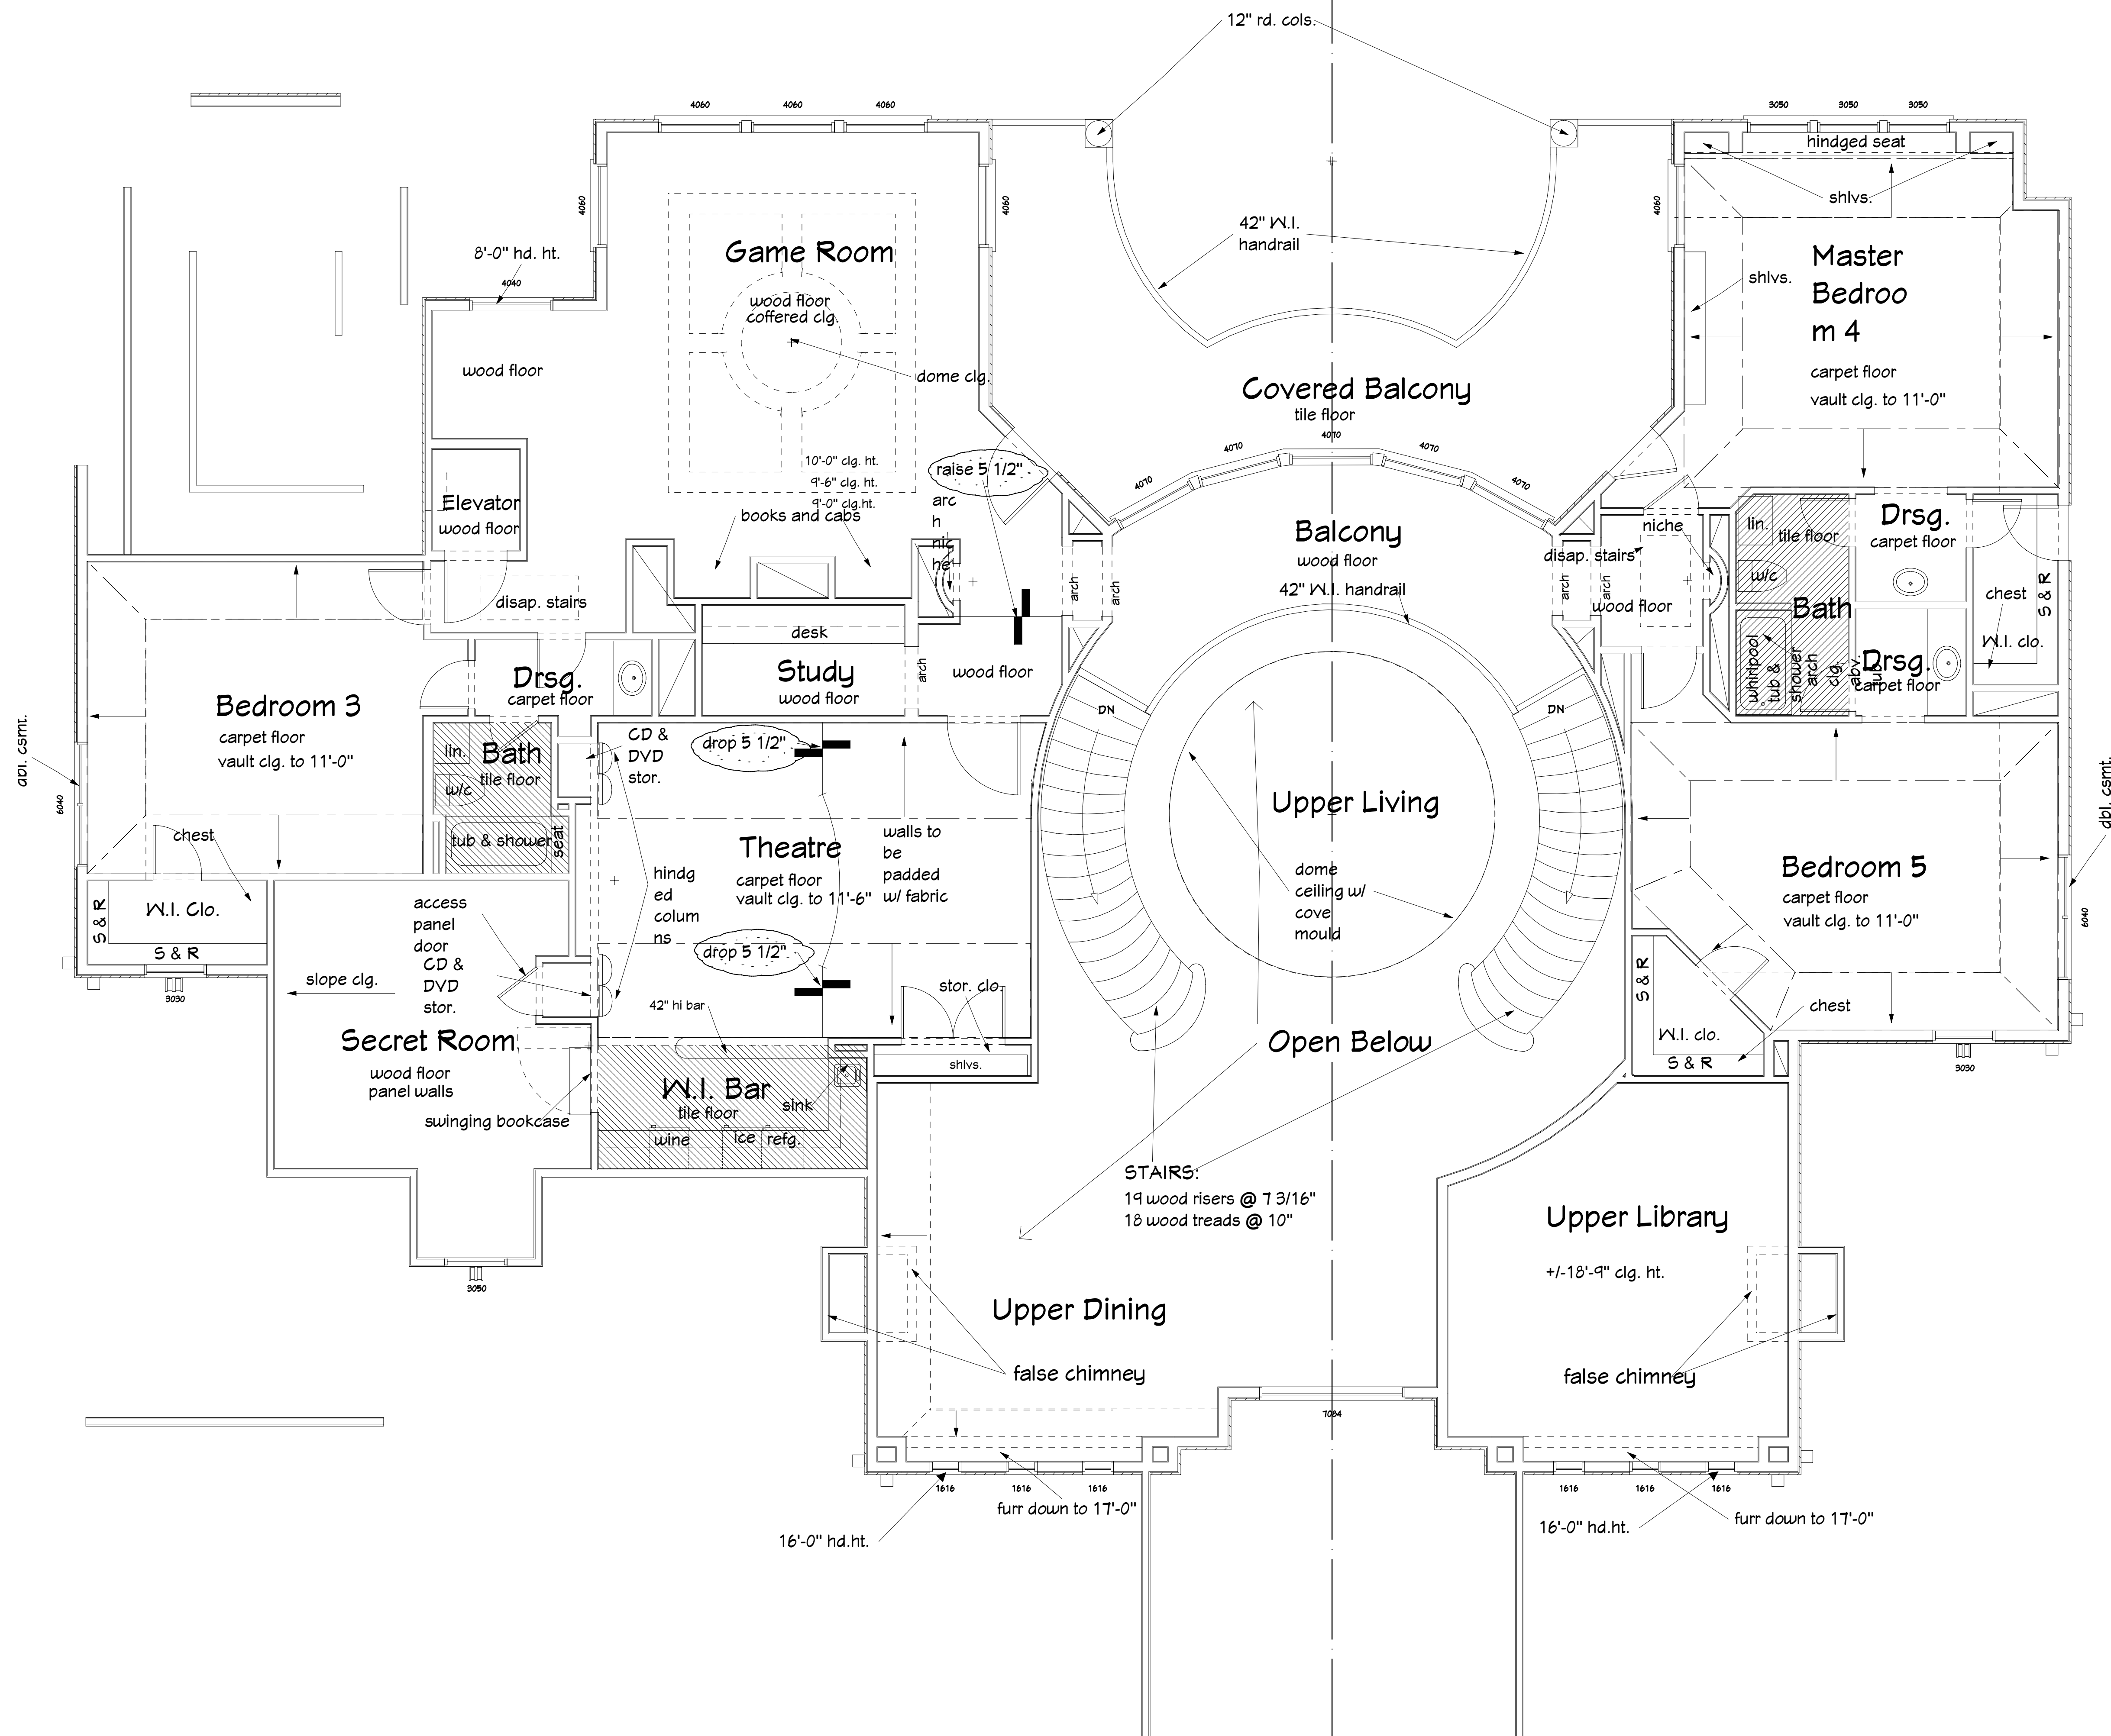 12" rd. cols.
4060
4060
4060
3050
3050
3050
hindged seat
shlvs.
4060
4060
4060
42" W.I.
handrail
8'-0" hd. ht.
4040
Game Room
wood floor
coffered clg.
dome clg.
wood floor
Master
Bedroo
m 4
carpet floor
vault clg. to 11'-0"
shlvs.
Covered Balcony
tile floor
4070
4070
4070
4070
4070
10'-0" clg. ht.
9'-6" clg. ht.
9'-0" clg.ht.
books and cabs
raise 5 1/2"
arc
h
nic
he
Elevator
wood floor
Balcony
wood floor
42" W.I. handrail
arch
arch
arch
arch
niche
disap. stairs
wood floor
lin.
tile floor
w/c
Bath
Drsg.
carpet floor
chest
S & R
W.I. clo.
whirlpool
tub &
shower
arch
clg.
abv.
tub
Drsg.
carpet floor
disap. stairs
desk
Study
wood floor
arch
wood floor
Drsg.
carpet floor
Bedroom 3
carpet floor
vault clg. to 11'-0"
dbl. csmt.
6040
lin.
Bath
tile floor
w/c
tub & shower
seat
CD &
DVD
stor.
drop 5 1/2"
DN
DN
Upper Living
dome
ceiling w/
cove
mould
Theatre
carpet floor
vault clg. to 11'-6"
walls to
be
padded
w/ fabric
hindg
ed
colum
ns
drop 5 1/2"
Bedroom 5
carpet floor
vault clg. to 11'-0"
dbl. csmt.
6040
chest
W.I. Clo.
S & R
S & R
3030
access
panel
door
CD &
DVD
stor.
slope clg.
Secret Room
wood floor
panel walls
swinging bookcase
42" hi bar
stor. clo.
shlvs.
W.I. Bar
tile floor
sink
wine
ice
refg.
Open Below
S & R
chest
W.I. clo.
S & R
3030
STAIRS:
19 wood risers @ 7 3/16"
18 wood treads @ 10"
Upper Library
+/-18'-9" clg. ht.
3050
Upper Dining
false chimney
false chimney
7084
1616
1616
1616
1616
1616
1616
furr down to 17'-0"
furr down to 17'-0"
16'-0" hd.ht.
16'-0" hd.ht.